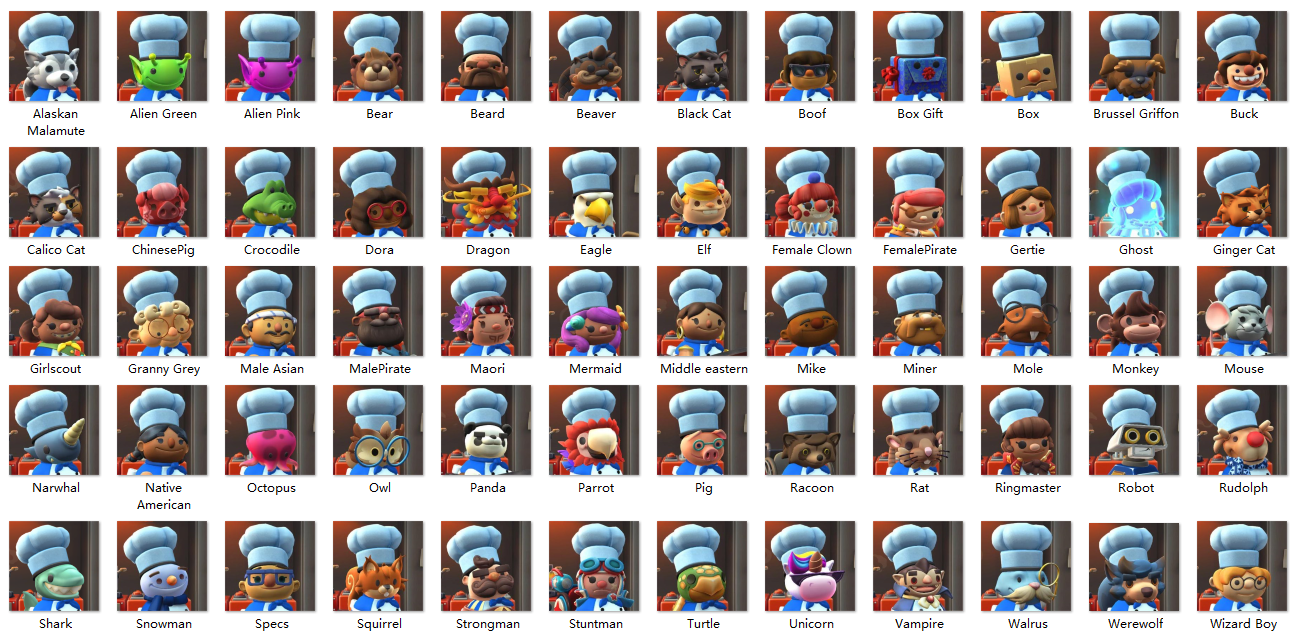 Alaskan
Malamute
Alien Green
Alien Pink
Bear
Beard
Beaver
Black Cat
Boof
Box Gift
Box
Brussel Griffon
Buck
Calico Cat
ChinesePig
Crocodile
Dora
Dragon
Eagle
Elf
Female Clown
FemalePirate
Gertie
Ghost
Ginger Cat
Girlscout
Granny Grey
Male Asian
MalePirate
Maori
Mermaid
Middle eastern
Mike
Miner
Mole
Monkey
Mouse
Narwhal
Native
American
Octopus
Owl
Panda
Parrot
Pig
Racoon
Rat
Ringmaster
Robot
Rudolph
Shark
Snowman
Specs
Squirrel
Strongman
Stuntman
Turtle
Unicorn
Vampire
Walrus
Werewolf
Wizard Boy